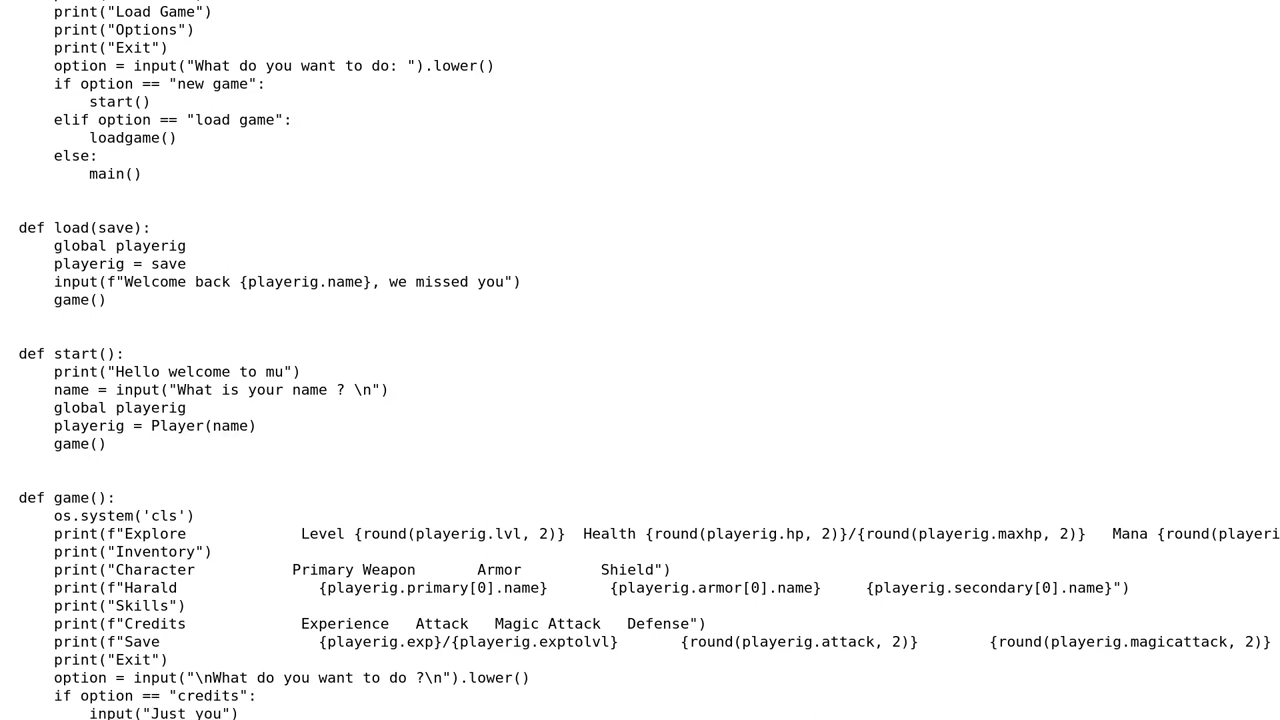 print("Load Game")
    print("Options")
    print("Exit")
    option = input("What do you want to do: ").lower()
    if option == "new game":
        start()
    elif option == "load game":
        loadgame()
    else:
        main()


def load(save):
    global playerig
    playerig = save
    input(f"Welcome back {playerig.name}, we missed you")
    game()


def start():
    print("Hello welcome to mu")
    name = input("What is your name ? \n")
    global playerig
    playerig = Player(name)
    game()


def game():
    os.system('cls')
    print(f"Explore             Level {round(playerig.lvl, 2)}  Health {round(playerig.hp, 2)}/{round(playerig.maxhp, 2)}   Mana {round(playeri
    print("Inventory")
    print("Character           Primary Weapon       Armor         Shield")
    print(f"Harald                {playerig.primary[0].name}       {playerig.armor[0].name}     {playerig.secondary[0].name}")
    print("Skills")
    print(f"Credits             Experience   Attack   Magic Attack   Defense")
    print(f"Save                  {playerig.exp}/{playerig.exptolvl}       {round(playerig.attack, 2)}        {round(playerig.magicattack, 2)}
    print("Exit")
    option = input("\nWhat do you want to do ?\n").lower()
    if option == "credits":
        input("Just you")